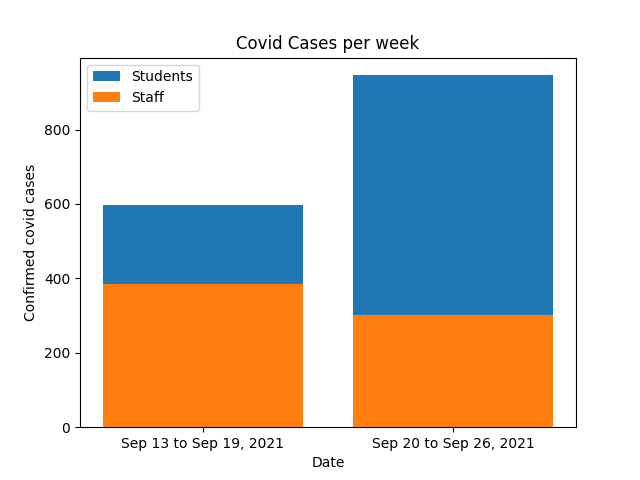 Covid Cases per week
Students
Staff
800
600
400
200
0
Confirmed covid cases
Sep 13 to Sep 19, 2021
Sep 20 to Sep 26, 2021
Date